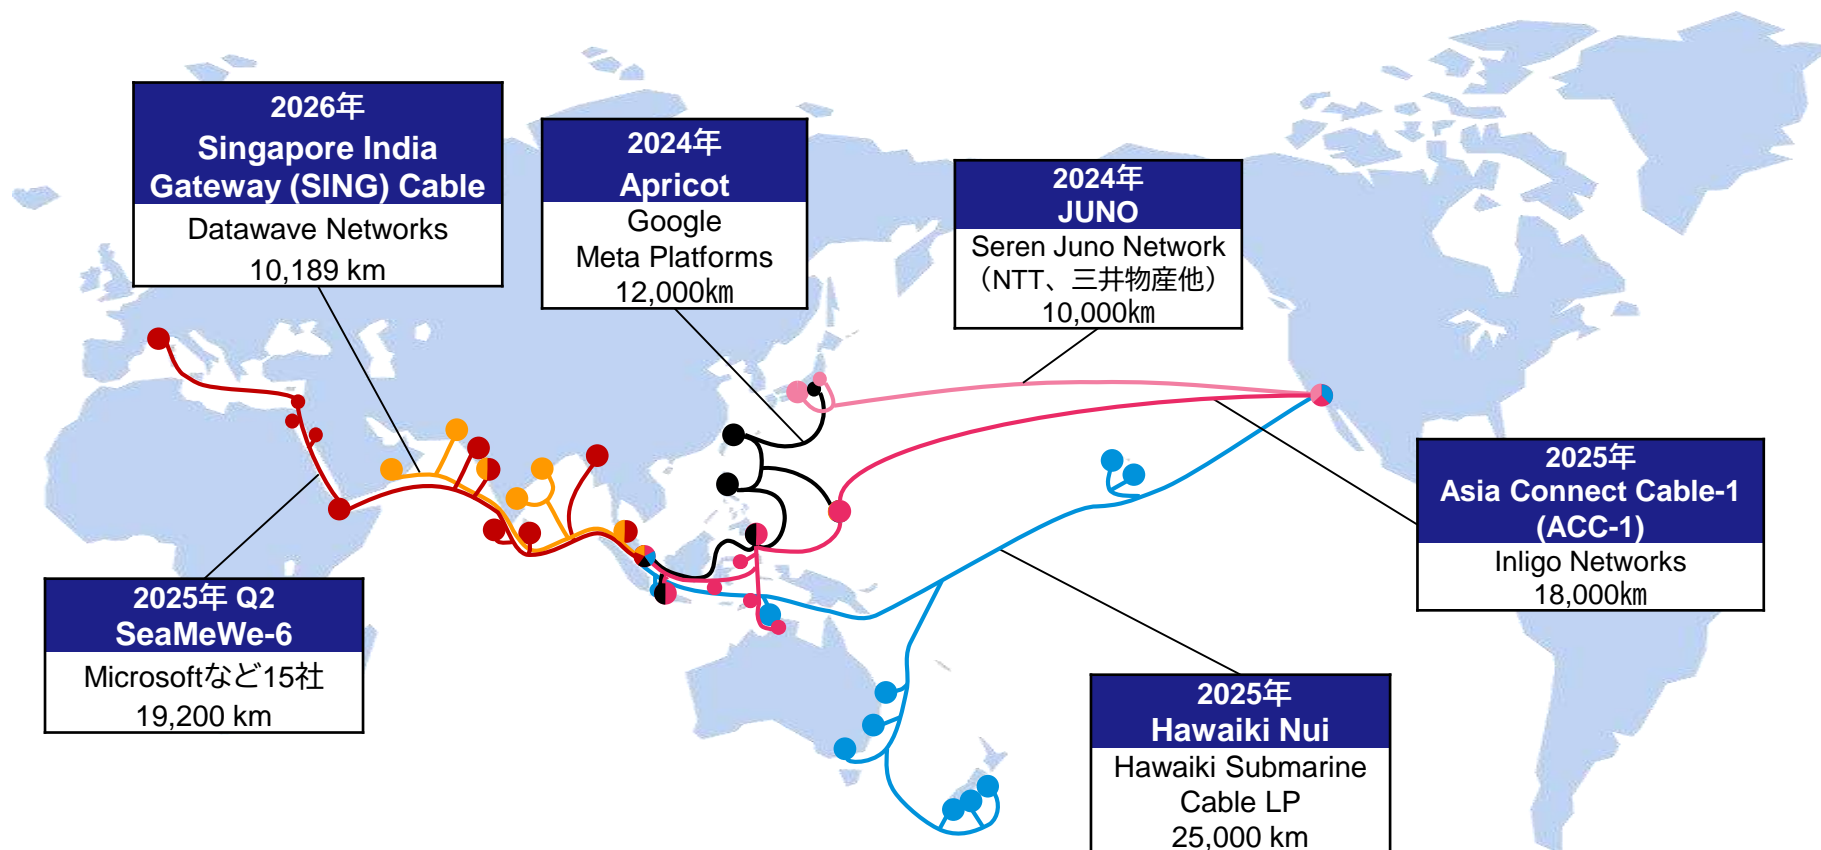 2026年
Singapore India
Gateway (SING) Cable
Datawave Networks
10,189 km
2024年
Apricot
Google
Meta Platforms
12,000㎞
2024年
JUNO
Seren Juno Network
（NTT、三井物産他）
10,000㎞
2025年
Asia Connect Cable-1
(ACC-1)
Inligo Networks
18,000㎞
2025年 Q2
SeaMeWe-6
Microsoftなど15社
19,200 km
2025年
Hawaiki Nui
Hawaiki Submarine
Cable LP
25,000 km